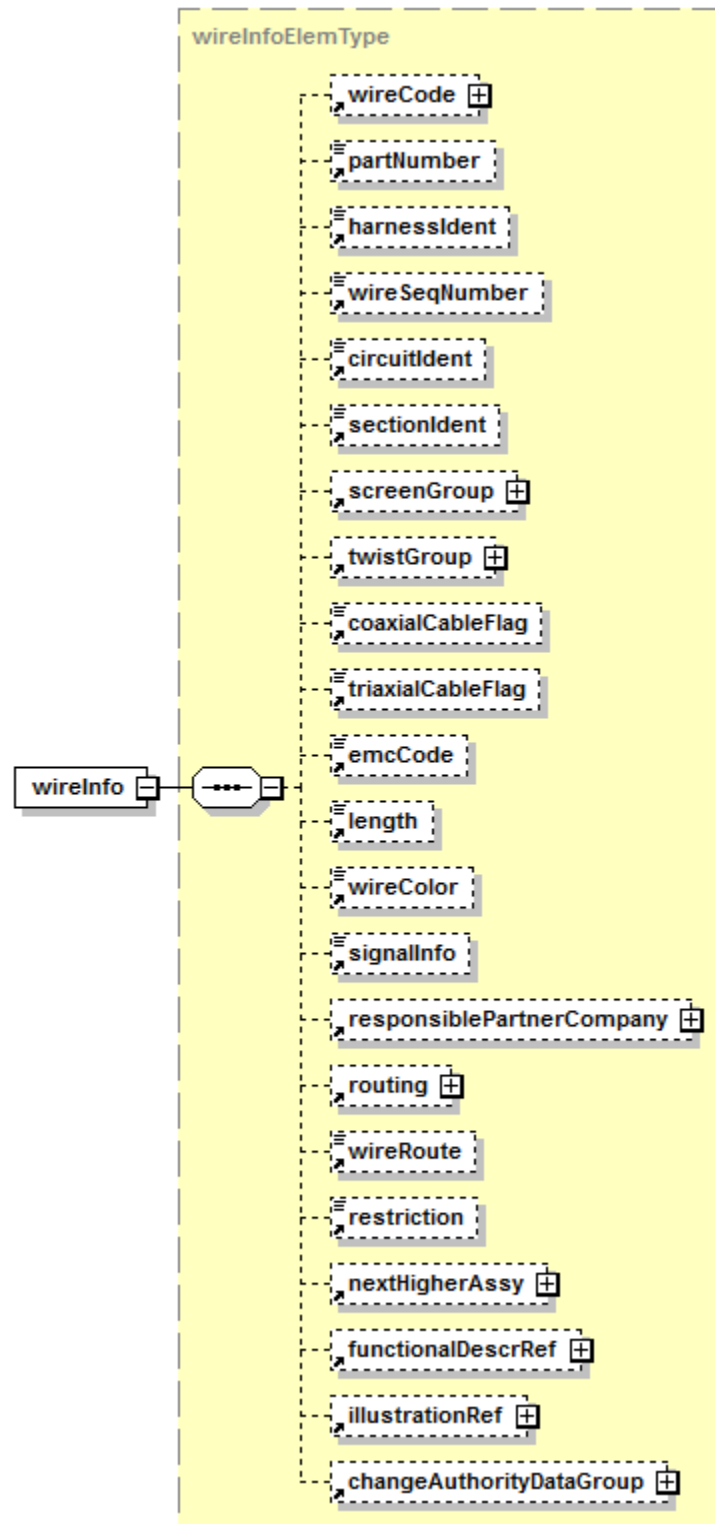 wireInfoElemType
wireCode
partNumber
harnessIdent
wireSeqNumber
circuitIdent
sectionIdent
screenGroup
twistGroup
coaxialCableFlag
triaxialCableFlag
emcCode
wireInfo
length
wireColor
signalInfo
responsiblePartnerCompany
routing
wireRoute
restriction
nextHigherAssy
functionalDescrRef
illustrationRef
changeAuthorityDataGroup